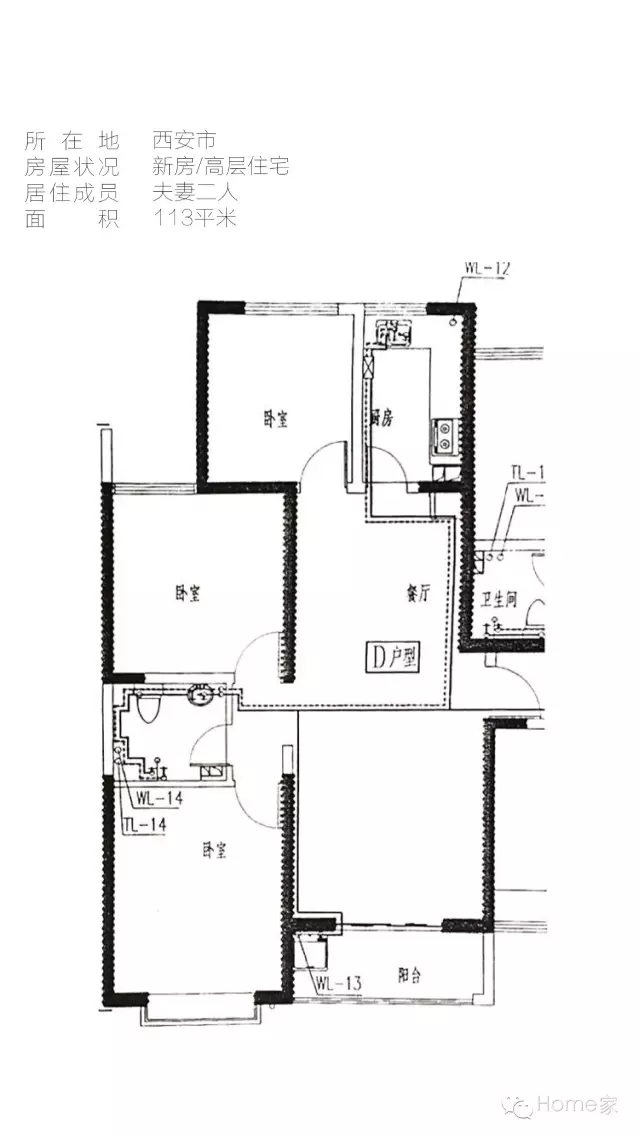 所在地 西安市
房屋状况 新房/高层住宅
居住成员 夫妻二人
面积 113平米
WL-12
卧室
厨房
TL-1
WL-
卧室
餐厅
卫生间
D户型
WL-14
TL-14
卧室
WL-13
阳台
Home家